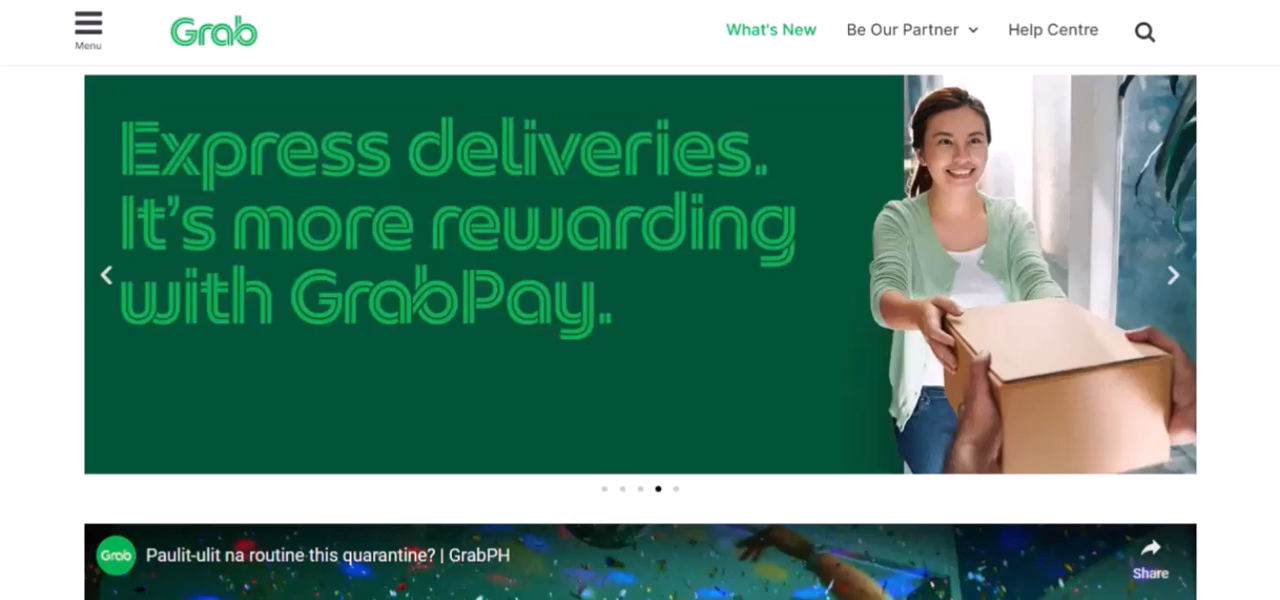 Menu
Grab
What's New
Be Our Partner
Help Centre
Express deliveries.
It's more rewarding
with GrabPay.
Grab
Paulit-ulit na routine this quarantine? | GrabPH
Share